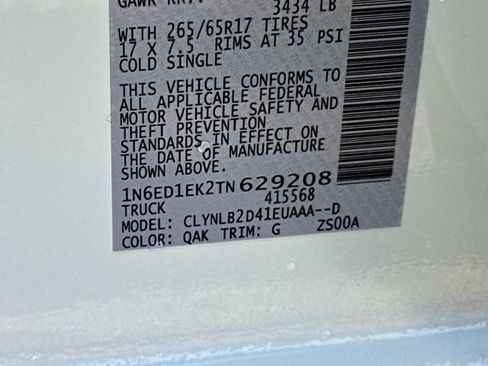 GAWR RR: 3434 LB
WITH 265/65R17 TIRES
17 X 7.5 RIMS AT 35 PSI
COLD SINGLE
THIS VEHICLE CONFORMS TO
ALL APPLICABLE FEDERAL
MOTOR VEHICLE SAFETY AND
THEFT PREVENTION
STANDARDS IN EFFECT ON
THE DATE OF MANUFACTURE
SHOWN ABOVE.
1N6ED1EK2TN629208
TRUCK 415568
MODEL: CLYNLB2D41EUAAA--D
COLOR: QAK TRIM: G ZS00A